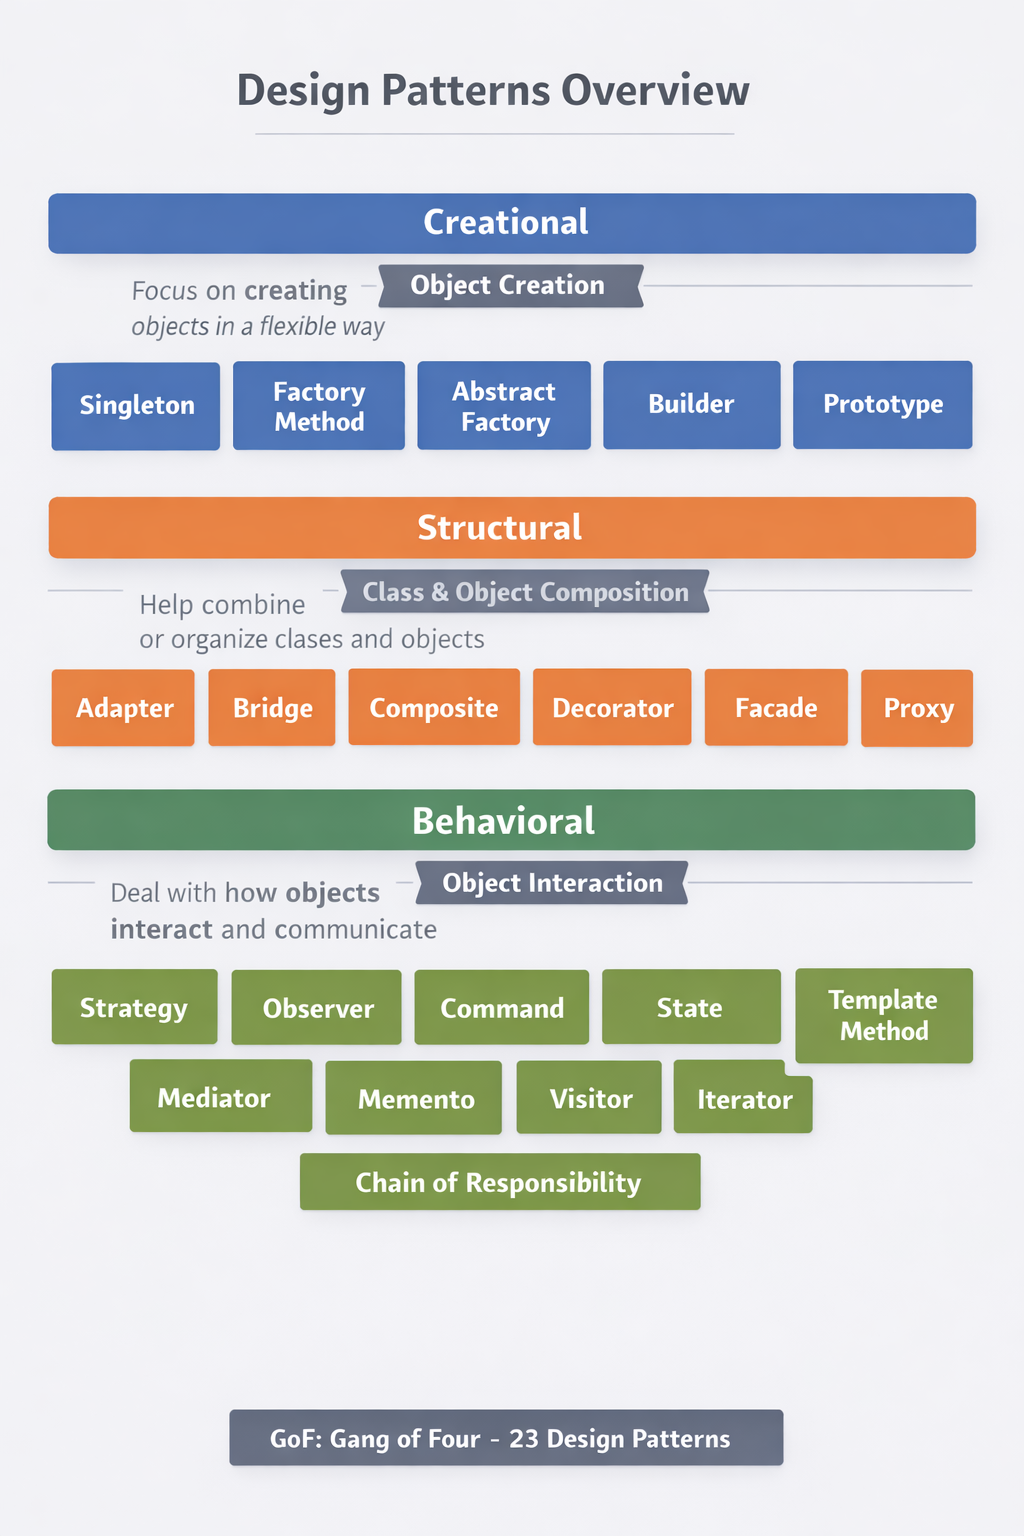 Design Patterns Overview
Creational
Object Creation
Focus on creating
objects in a flexible way
Singleton
Factory
Method
Abstract
Factory
Builder
Prototype
Structural
Class & Object Composition
Help combine
or organize clases and objects
Adapter
Bridge
Composite
Decorator
Facade
Proxy
Behavioral
Object Interaction
Deal with how objects
interact and communicate
Strategy
Observer
Command
State
Template
Method
Mediator
Memento
Visitor
Iterator
Chain of Responsibility
GoF: Gang of Four - 23 Design Patterns